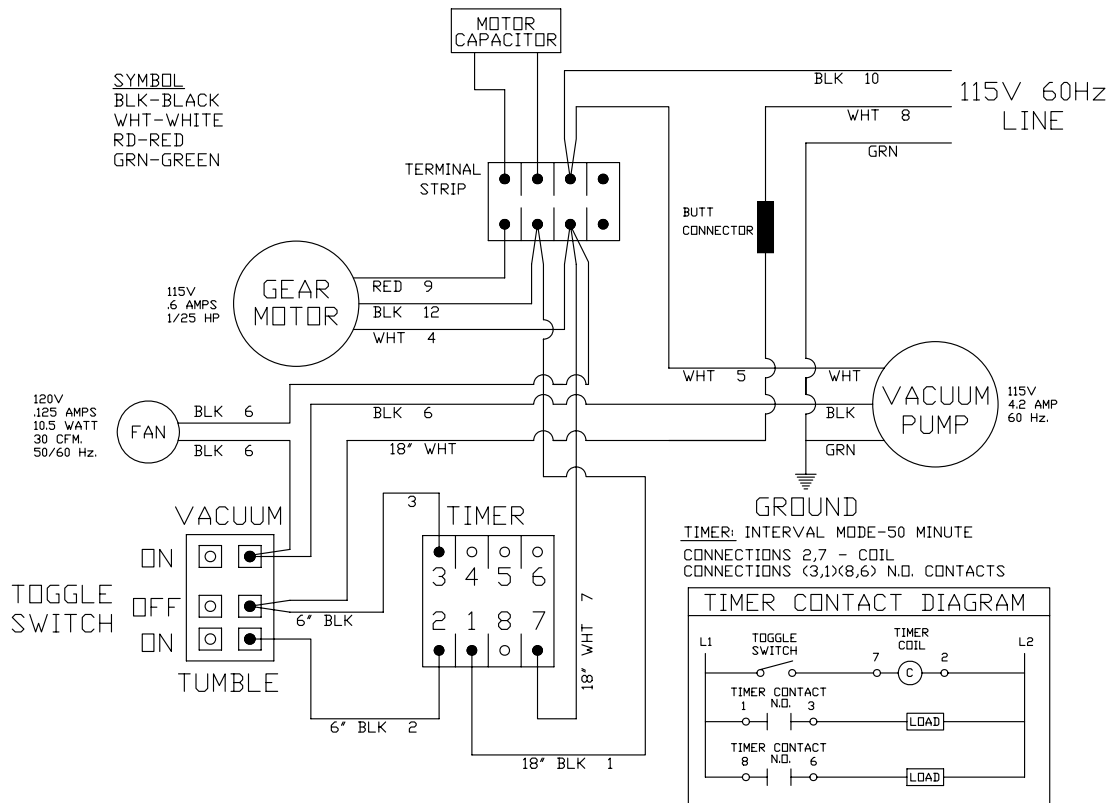 MOTOR
CAPACITOR
SYMBOL
BLK-BLACK
WHT-WHITE
RD-RED
GRN-GREEN
BLK 10
115V 60Hz
LINE
WHT 8
GRN
TERMINAL
STRIP
BUTT
CONNECTOR
115V
.6 AMPS
1/25 HP
GEAR
MOTOR
RED 9
BLK 12
WHT 4
WHT 5
WHT
VACUUM
PUMP
115V
4.2 AMP
60 Hz.
BLK
GRN
120V
.125 AMPS
10.5 WATT
30 CFM.
50/60 Hz.
FAN
BLK 6
BLK 6
BLK 6
18" WHT
GROUND
VACUUM
ON
OFF
ON
TOGGLE
SWITCH
TUMBLE
3
6" BLK
TIMER
3 4 5 6
2 1 8 7
18" WHT 7
6" BLK 2
18" BLK 1
TIMER: INTERVAL MODE-50 MINUTE
CONNECTIONS 2,7 - COIL
CONNECTIONS (3,1)(8,6) N.O. CONTACTS
TIMER CONTACT DIAGRAM
L1
TOGGLE
SWITCH
TIMER
COIL
L2
7 C 2
TIMER CONTACT
N.O.
1 3
LOAD
TIMER CONTACT
N.O.
8 6
LOAD